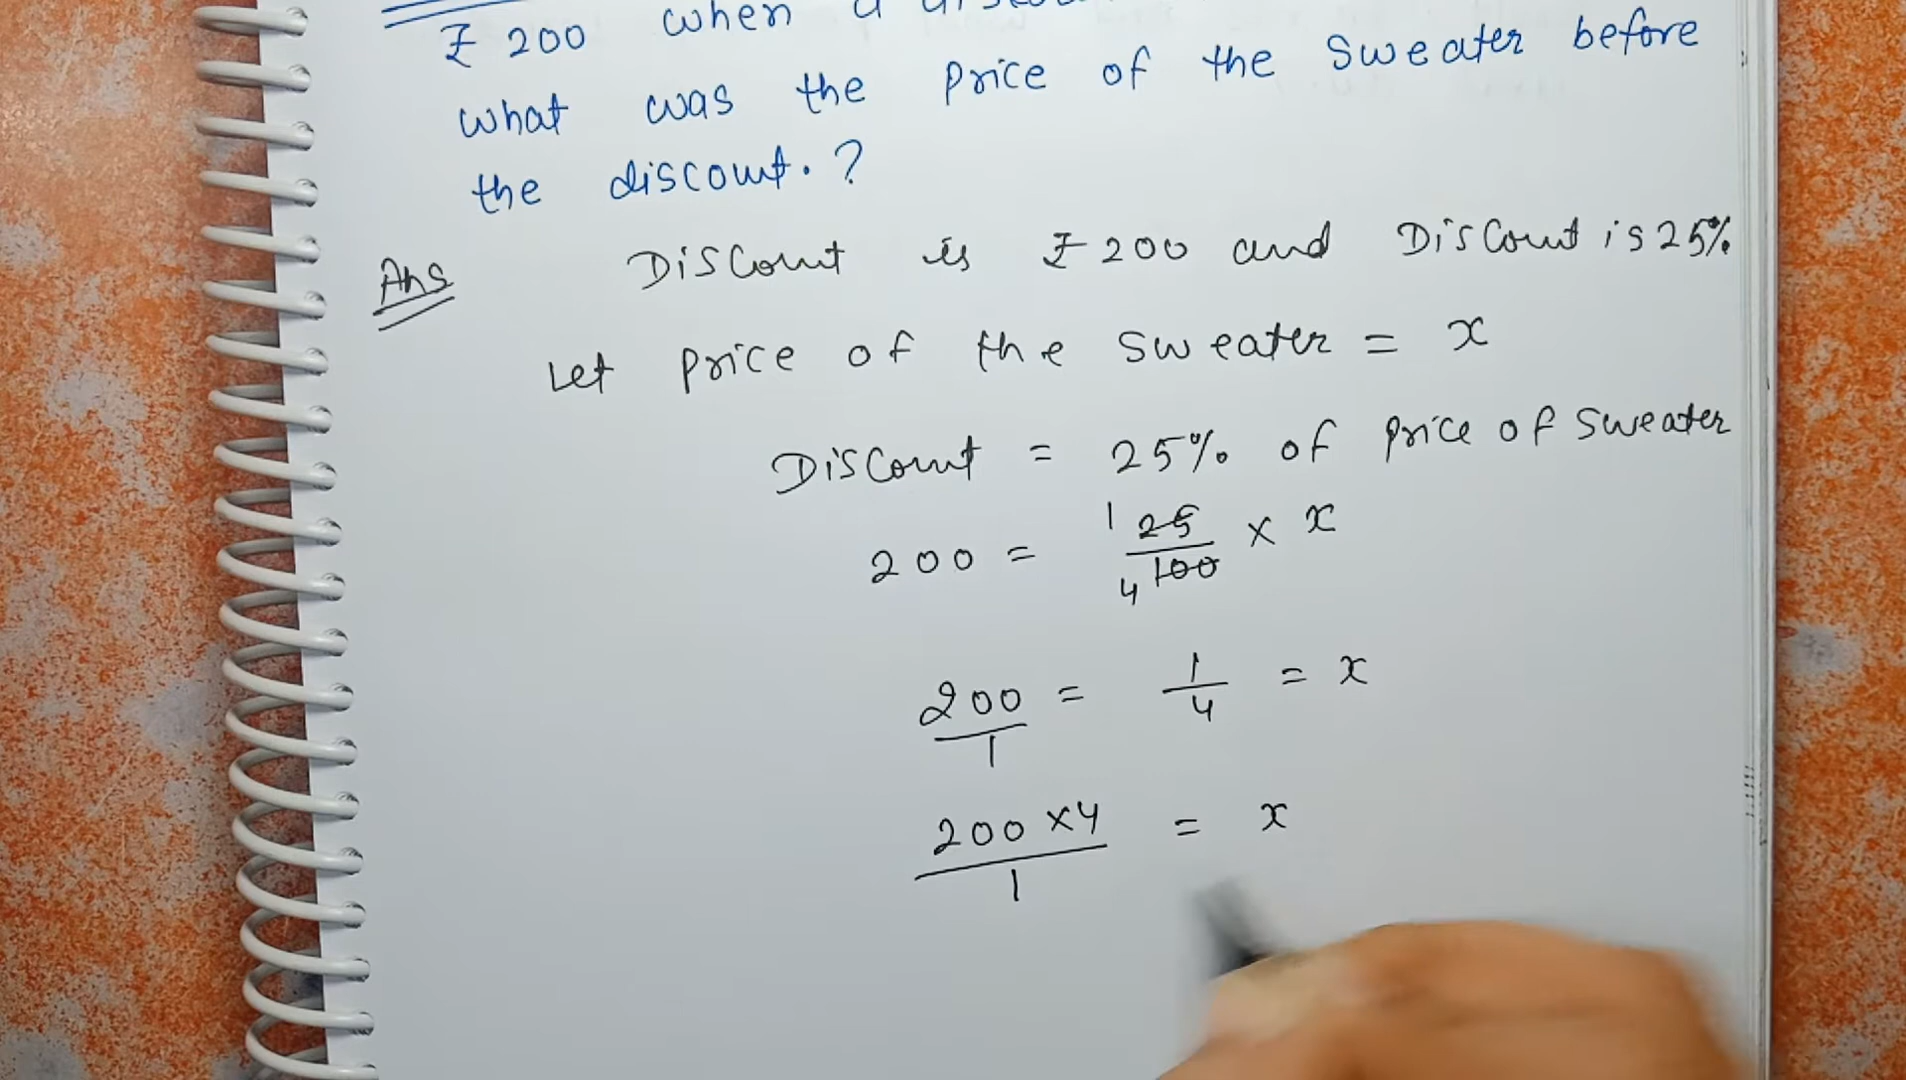 ₹ 200 when a
what was the price of the sweater before
the discount. ?
Ans Discount is ₹ 200 and Discount is 25%
Let price of the sweater = x
Discount = 25% of price of sweater
200 = 1 25/4 100 × x
200/1 = 1/4 = x
200 × 4/1 = x